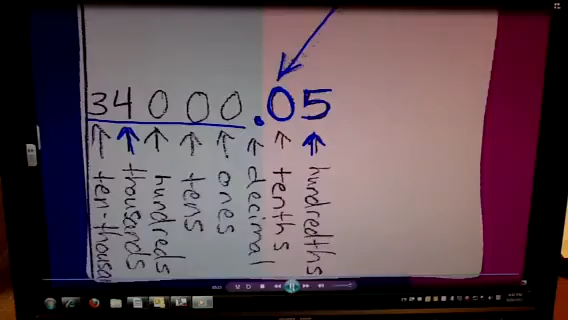 34000.05
ten-thousa
thousands
hundreds
tens
ones
decimal
tenths
hundredths